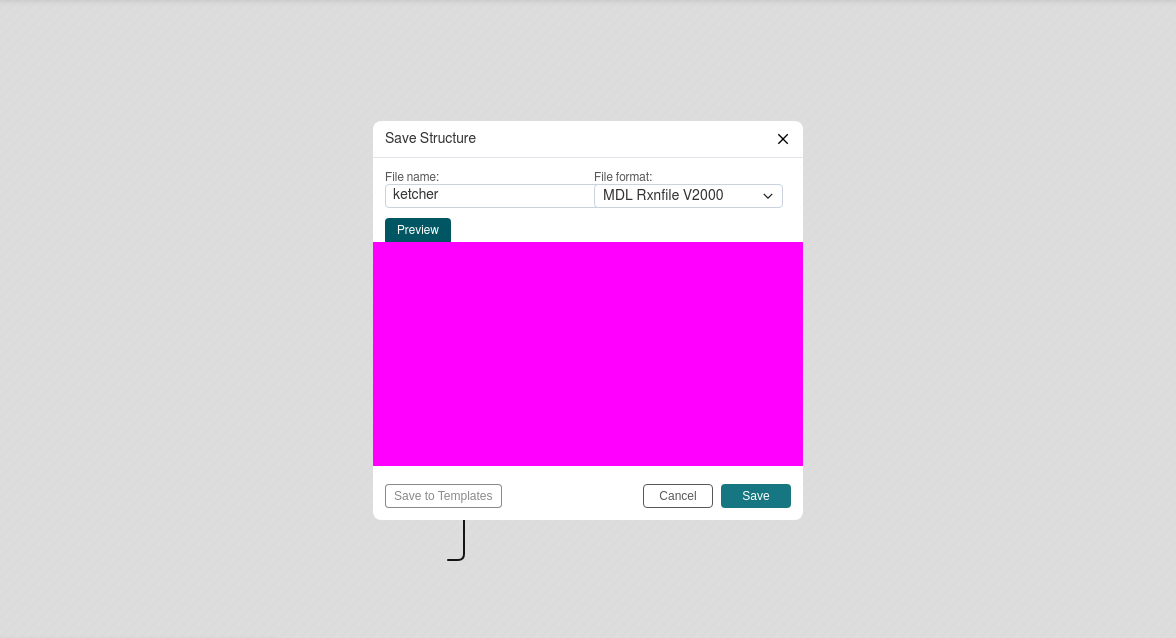 Save Structure
File name:
File format:
ketcher
MDL Rxnfile V2000
Preview
Save to Templates
Cancel
Save